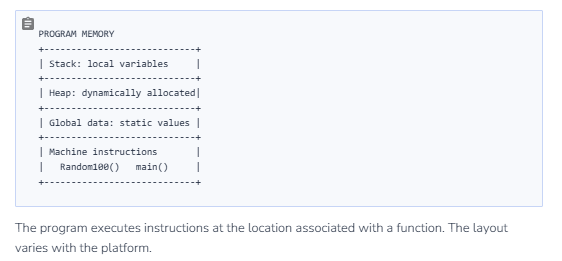 PROGRAM MEMORY
+---------------------------+
| Stack: local variables     |
+---------------------------+
| Heap: dynamically allocated|
+---------------------------+
| Global data: static values |
+---------------------------+
| Machine instructions       |
|   Random100()   main()     |
+---------------------------+
The program executes instructions at the location associated with a function. The layout
varies with the platform.